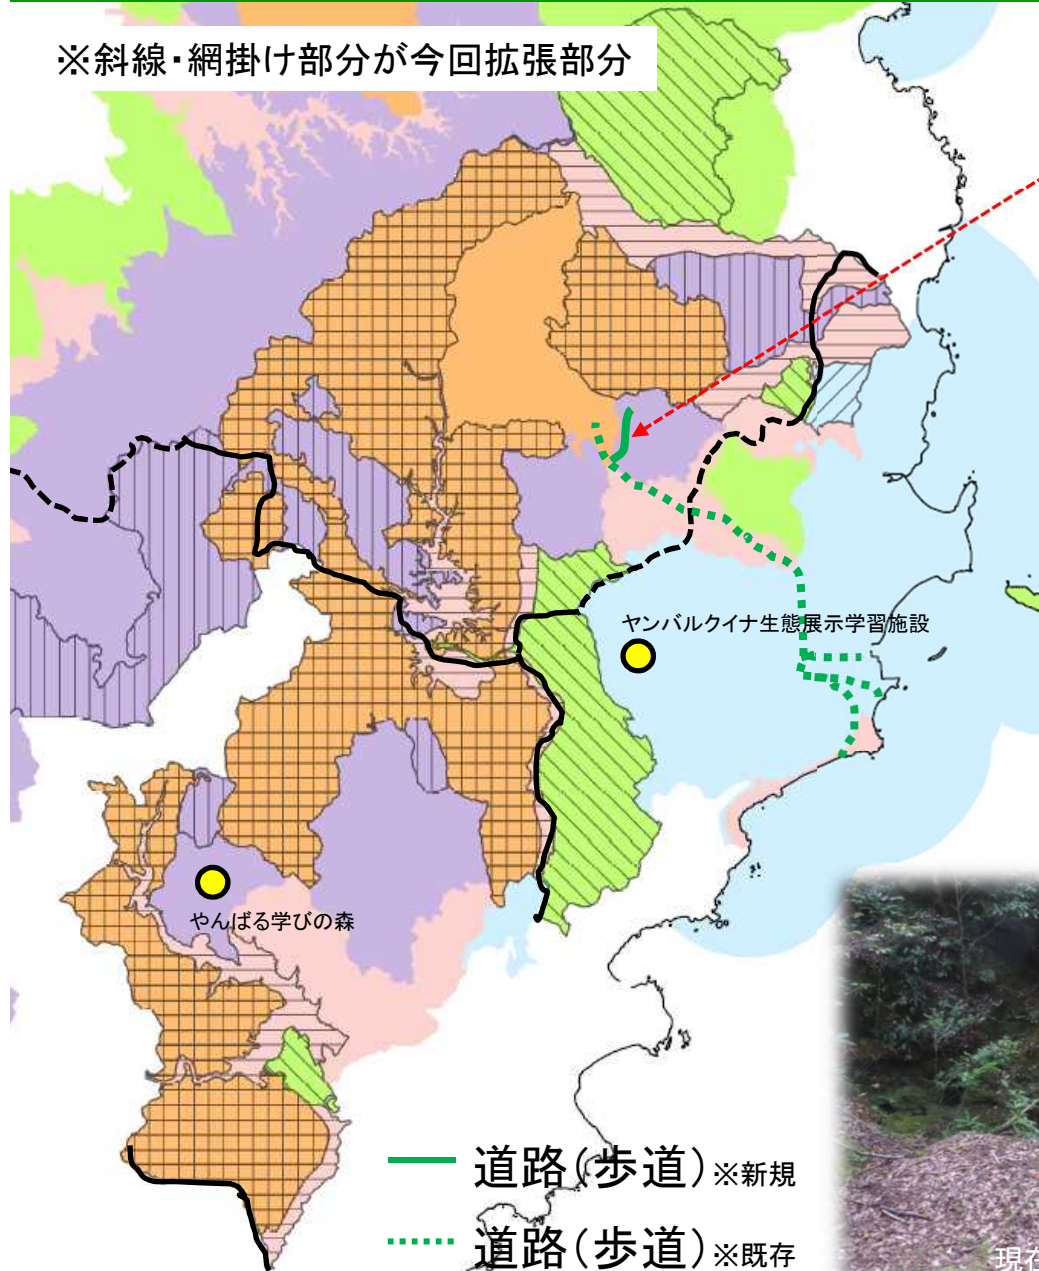 ※斜線・網掛け部分が今回拡張部分
ヤンバルクイナ生態展示学習施設
やんばる学びの森
道路(歩道)※新規
道路(歩道)※既存
現在